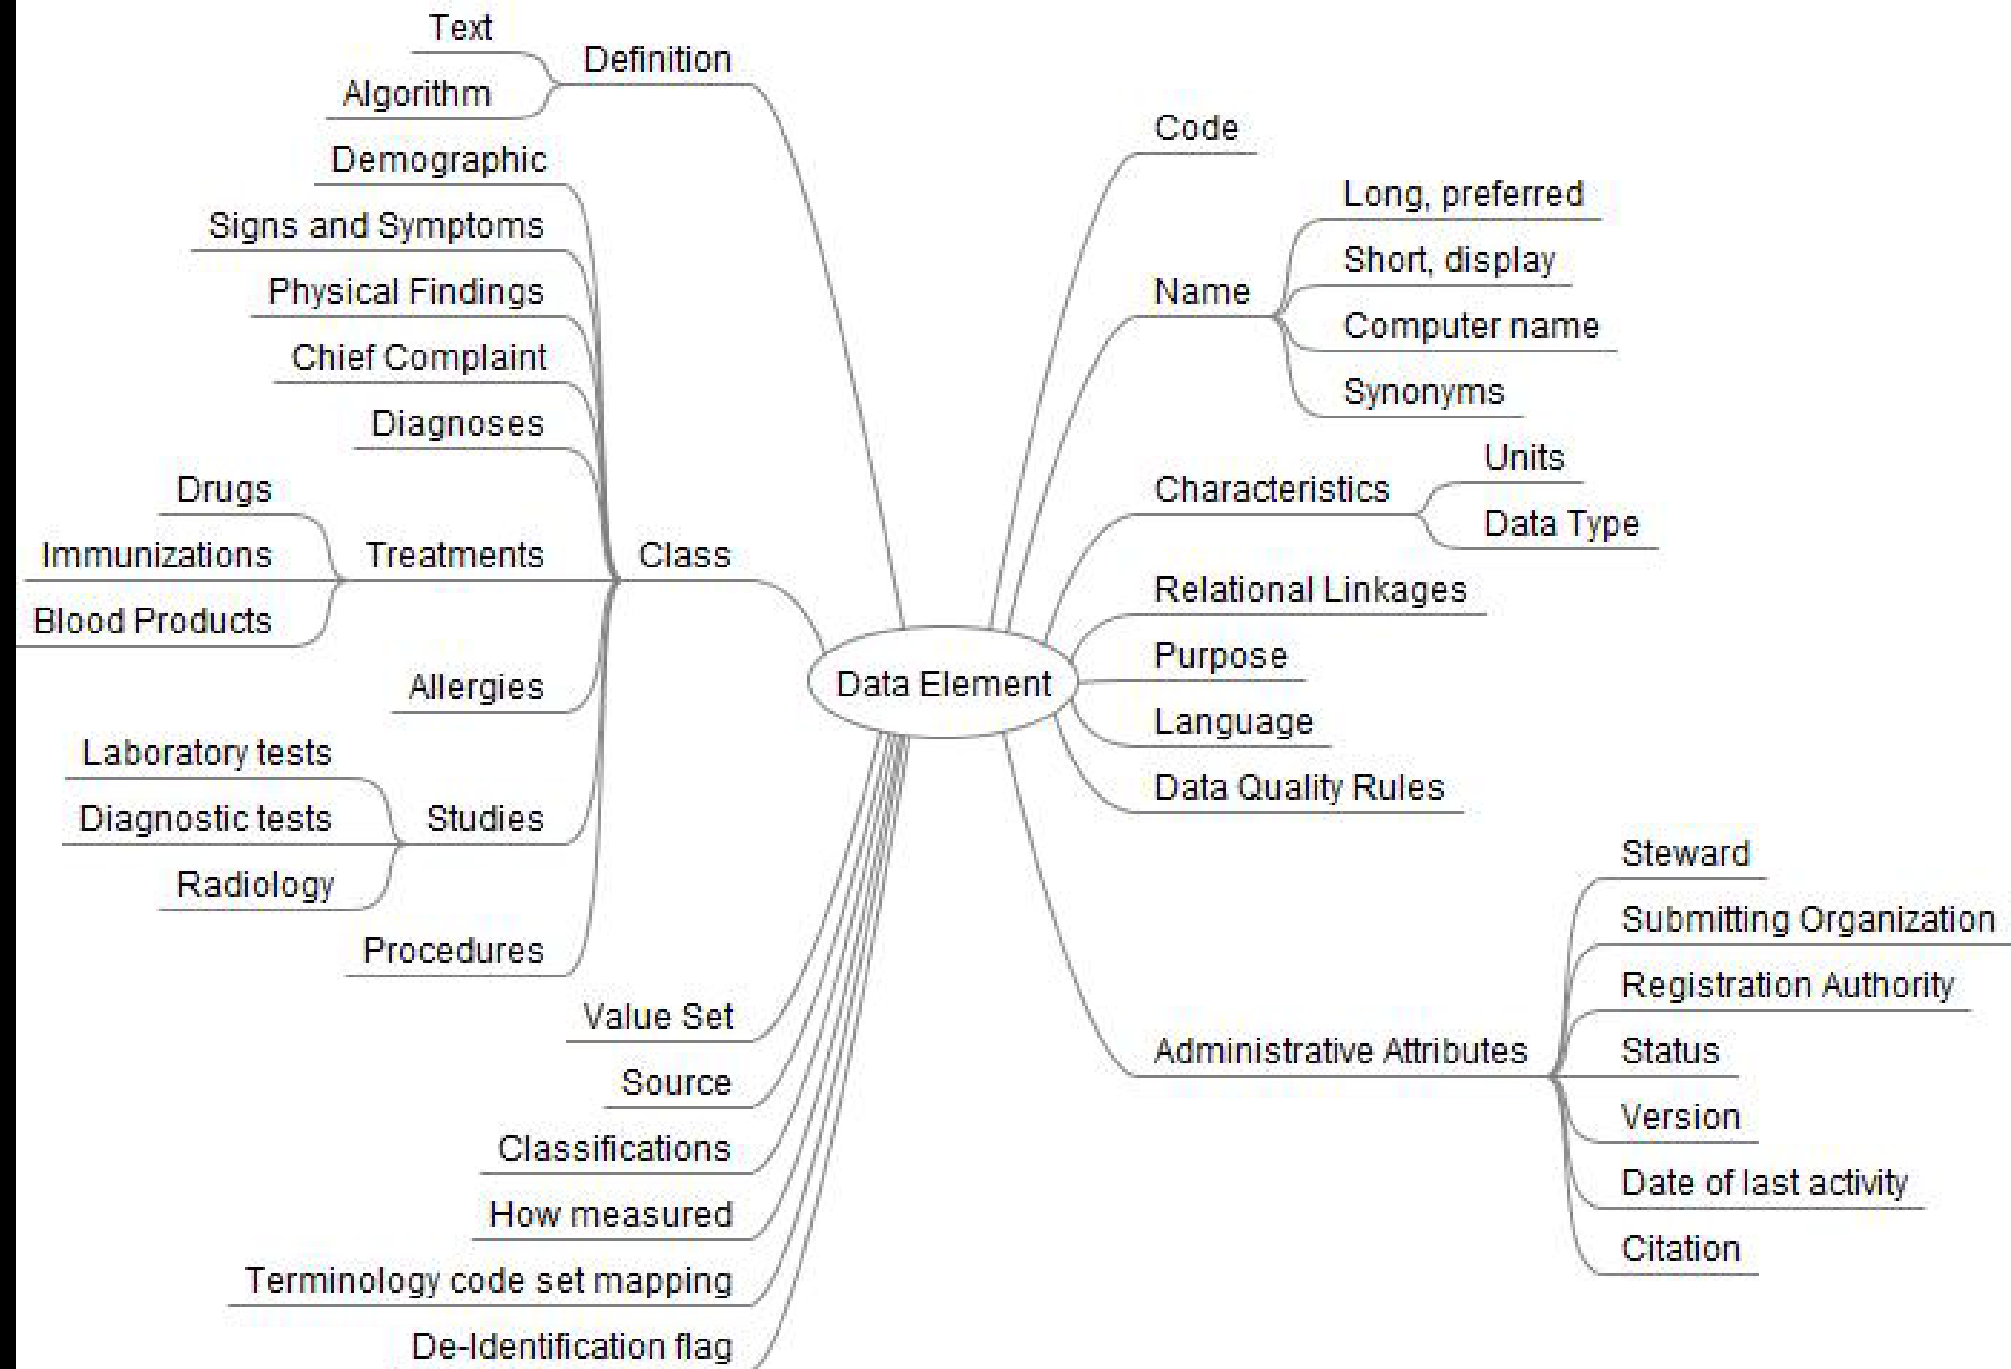 Text
Definition
Algorithm
Demographic
Signs and Symptoms
Physical Findings
Chief Complaint
Diagnoses
Drugs
Immunizations
Treatments
Class
Blood Products
Allergies
Laboratory tests
Diagnostic tests
Studies
Radiology
Procedures
Value Set
Source
Classifications
How measured
Terminology code set mapping
De-Identification flag
Data Element
Code
Long, preferred
Short, display
Name
Computer name
Synonyms
Units
Characteristics
Data Type
Relational Linkages
Purpose
Language
Data Quality Rules
Steward
Submitting Organization
Registration Authority
Administrative Attributes
Status
Version
Date of last activity
Citation